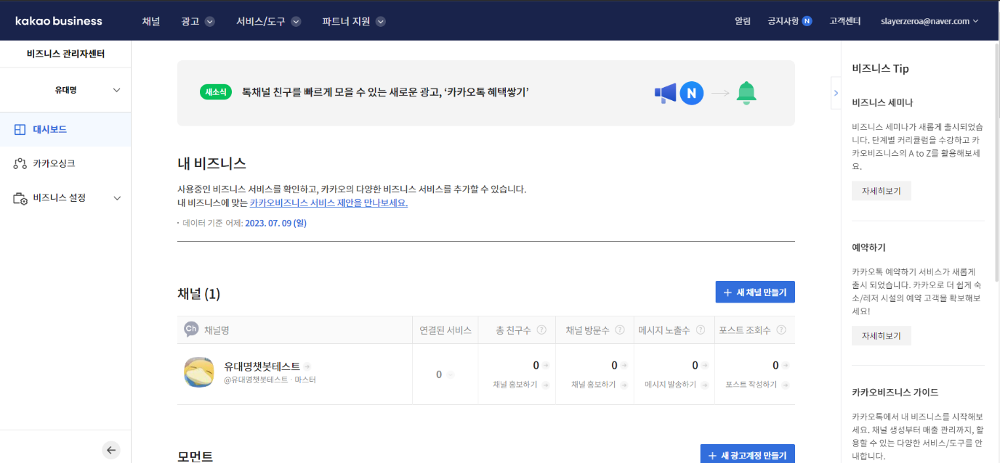 kakao business
채널
광고
서비스/도구
파트너 지원
알림
공지사항 N
고객센터
slayerzeroa@naver.com
비즈니스 관리자센터
유대명
대시보드
카카오싱크
비즈니스 설정
새소식 톡채널 친구를 빠르게 모을 수 있는 새로운 광고, ‘카카오톡 혜택쌓기’
N
내 비즈니스
사용중인 비즈니스 서비스를 확인하고, 카카오의 다양한 비즈니스 서비스를 추가할 수 있습니다.
내 비즈니스에 맞는 카카오비즈니스 서비스 제안을 만나보세요.
· 데이터 기준 어제: 2023. 07. 09 (일)
채널 (1)
+ 새 채널 만들기
Ch 채널명
연결된 서비스
총 친구수 ?
채널 방문수 ?
메시지 노출수 ?
포스트 조회수 ?
유대명챗봇테스트
@유대명챗봇테스트 · 마스터
0
0
채널 홍보하기
0
채널 홍보하기
0
메시지 발송하기
0
포스트 작성하기
모먼트
+ 새 광고계정 만들기
비즈니스 Tip
비즈니스 세미나
비즈니스 세미나가 새롭게 출시되었습
니다. 단계별 커리큘럼을 수강하고 카
카오비즈니스의 A to Z를 활용해보세
요.
자세히보기
예약하기
카카오톡 예약하기 서비스가 새롭게
출시 되었습니다. 카카오로 더 쉽게 숙
소/레저 시설의 예약 고객을 확보해보
세요!
자세히보기
카카오비즈니스 가이드
카카오톡에서 내 비즈니스를 시작해보
세요. 채널 생성부터 매출 관리까지, 활
용할 수 있는 다양한 서비스/도구를 안
내합니다.